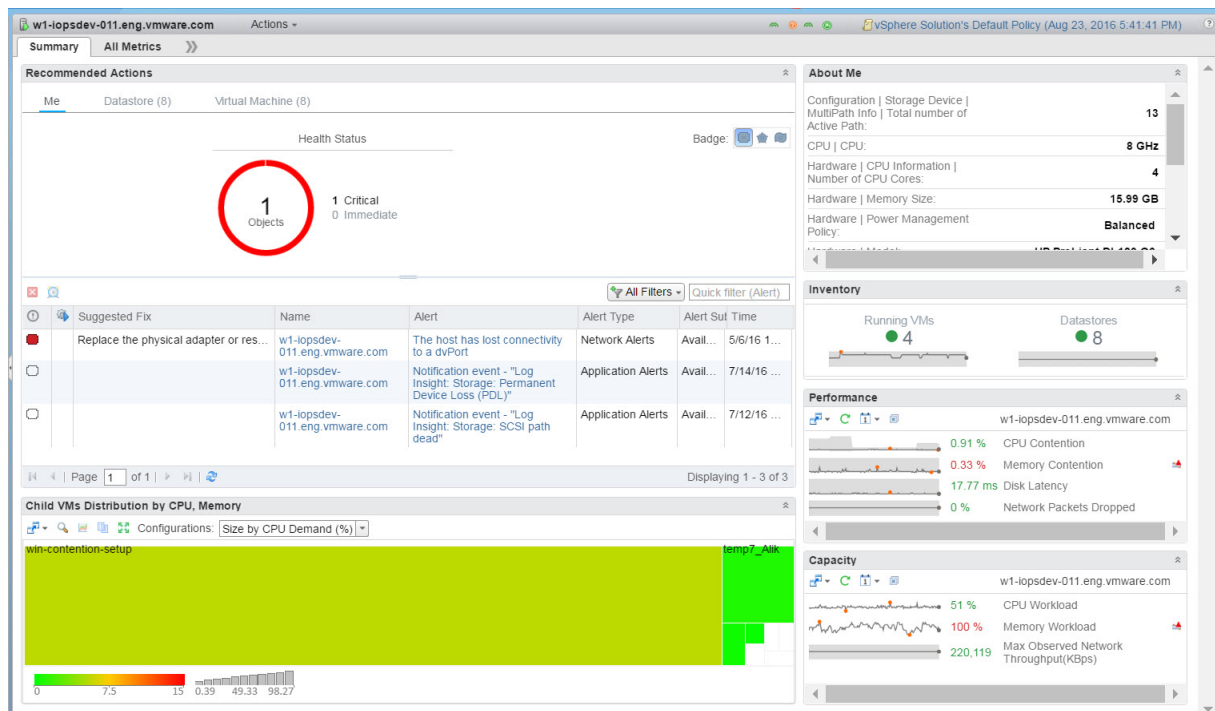 w1-iopsdev-011.eng.vmware.com Actions vSphere Solution's Default Policy (Aug 23, 2016 5:41:41 PM) ?
Summary All Metrics
Recommended Actions
Me Datastore (8) Virtual Machine (8)
Health Status
Badge:
1
Objects
1 Critical
0 Immediate
All Filters Quick filter (Alert)
Suggested Fix Name Alert Alert Type Alert Sul Time
Replace the physical adapter or res... w1-iopsdev-011.eng.vmware.com The host has lost connectivity to a dvPort Network Alerts Avail... 5/6/16 1...
w1-iopsdev-011.eng.vmware.com Notification event - "Log Insight: Storage: Permanent Device Loss (PDL)" Application Alerts Avail... 7/14/16 ...
w1-iopsdev-011.eng.vmware.com Notification event - "Log Insight: Storage: SCSI path dead" Application Alerts Avail... 7/12/16 ...
Page 1 of 1 Displaying 1 - 3 of 3
Child VMs Distribution by CPU, Memory
Configurations: Size by CPU Demand (%)
win-contention-setup temp7_Alik
0 7.5 15 0.39 49.33 98.27
About Me
Configuration | Storage Device |
MultiPath Info | Total number of
Active Path: 13
CPU | CPU: 8 GHz
Hardware | CPU Information |
Number of CPU Cores: 4
Hardware | Memory Size: 15.99 GB
Hardware | Power Management
Policy: Balanced
Inventory
Running VMs Datastores
4 8
Performance
w1-iopsdev-011.eng.vmware.com
0.91 % CPU Contention
0.33 % Memory Contention
17.77 ms Disk Latency
0 % Network Packets Dropped
Capacity
w1-iopsdev-011.eng.vmware.com
51 % CPU Workload
100 % Memory Workload
220,119 Max Observed Network
Throughput(KBps)